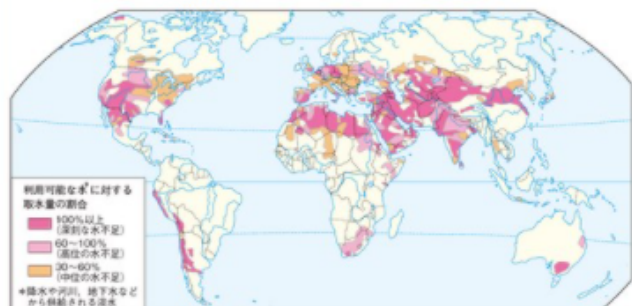 利用可能な水*に対する
取水量の割合
100%以上
(深刻な水不足)
60～100%
(高位の水不足)
30～60%
(中位の水不足)
*降水や河川、地下水など
から供給される淡水